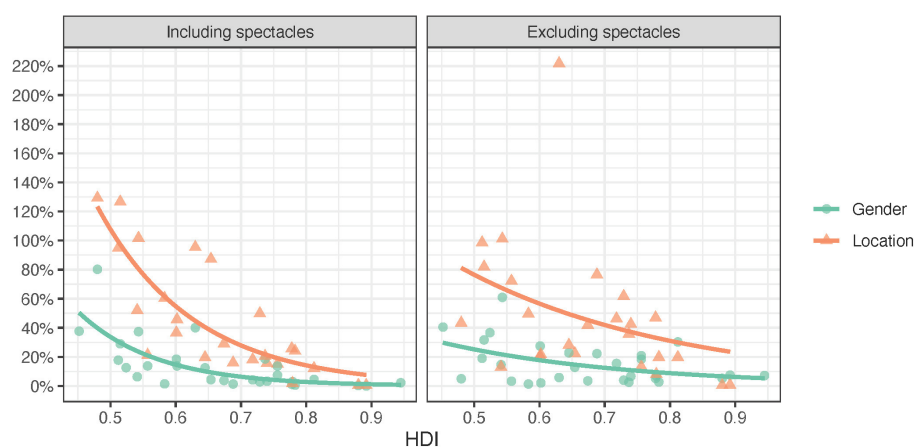 Including spectacles
Excluding spectacles
220%
200%
180%
160%
140%
120%
100%
80%
60%
40%
20%
0%
0.5 0.6 0.7 0.8 0.9
0.5 0.6 0.7 0.8 0.9
HDI
Gender
Location